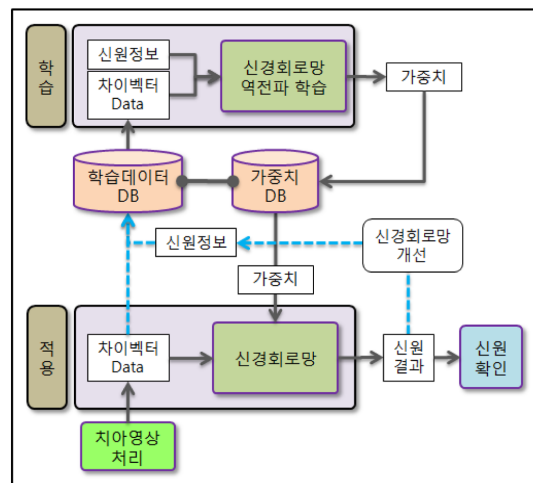 학
습
신원정보
차이벡터
Data
신경회로망
역전파 학습
가중치
학습데이터
DB
가중치
DB
신원정보
신경회로망
개선
가중치
적
용
차이벡터
Data
신경회로망
신원
결과
신원
확인
치아영상
처리